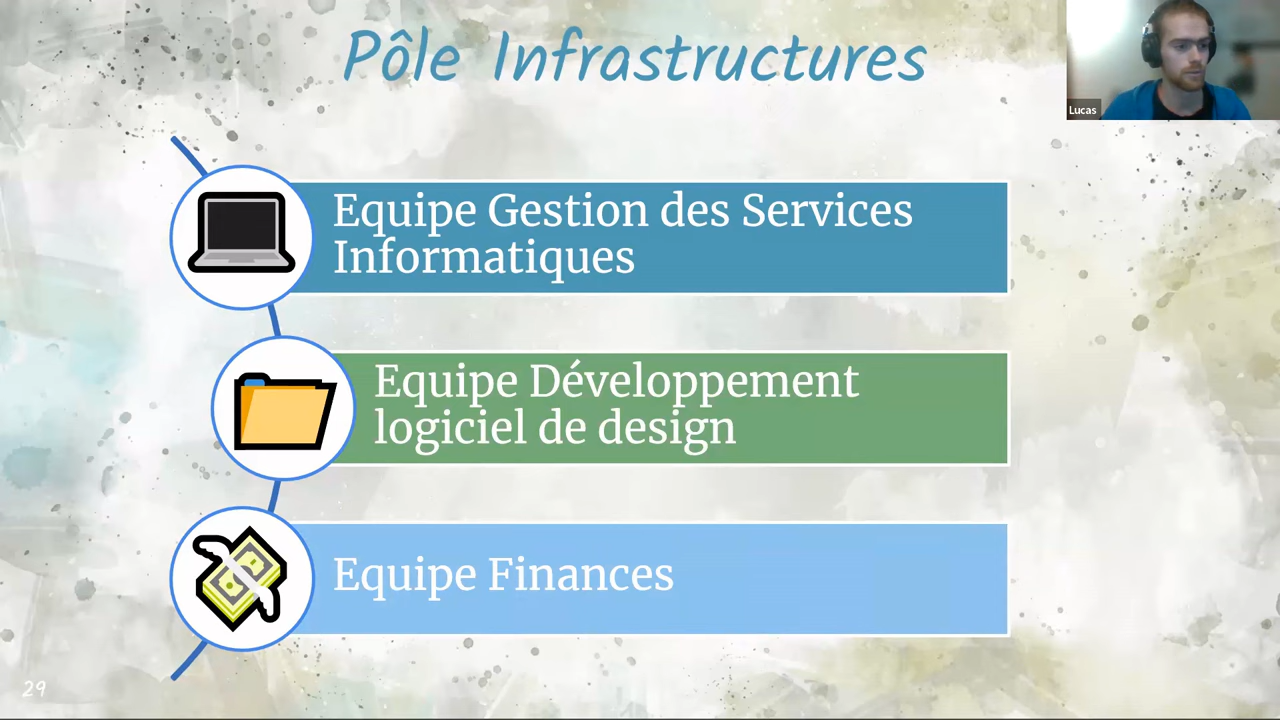 Pôle Infrastructures
Lucas
Equipe Gestion des Services
Informatiques
Equipe Développement
logiciel de design
Equipe Finances
29